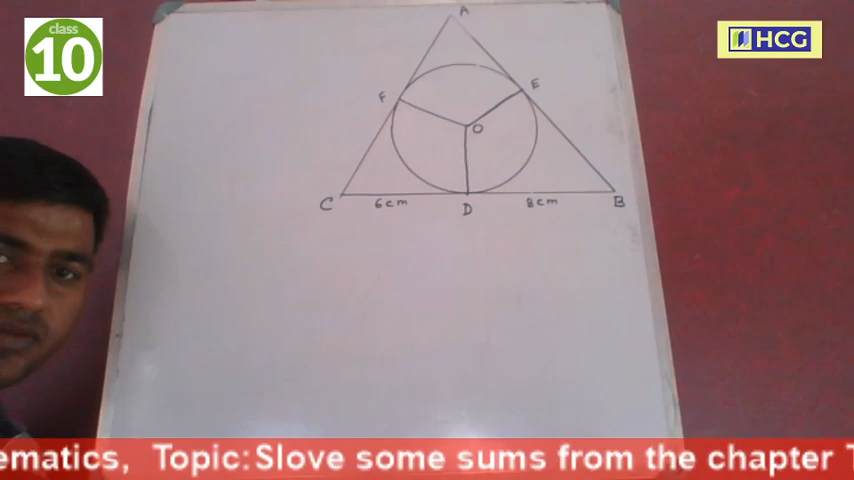 class
10
HCG
A
F
E
O
C
6cm
D
8cm
B
ematics, Topic:Slove some sums from the chapter T